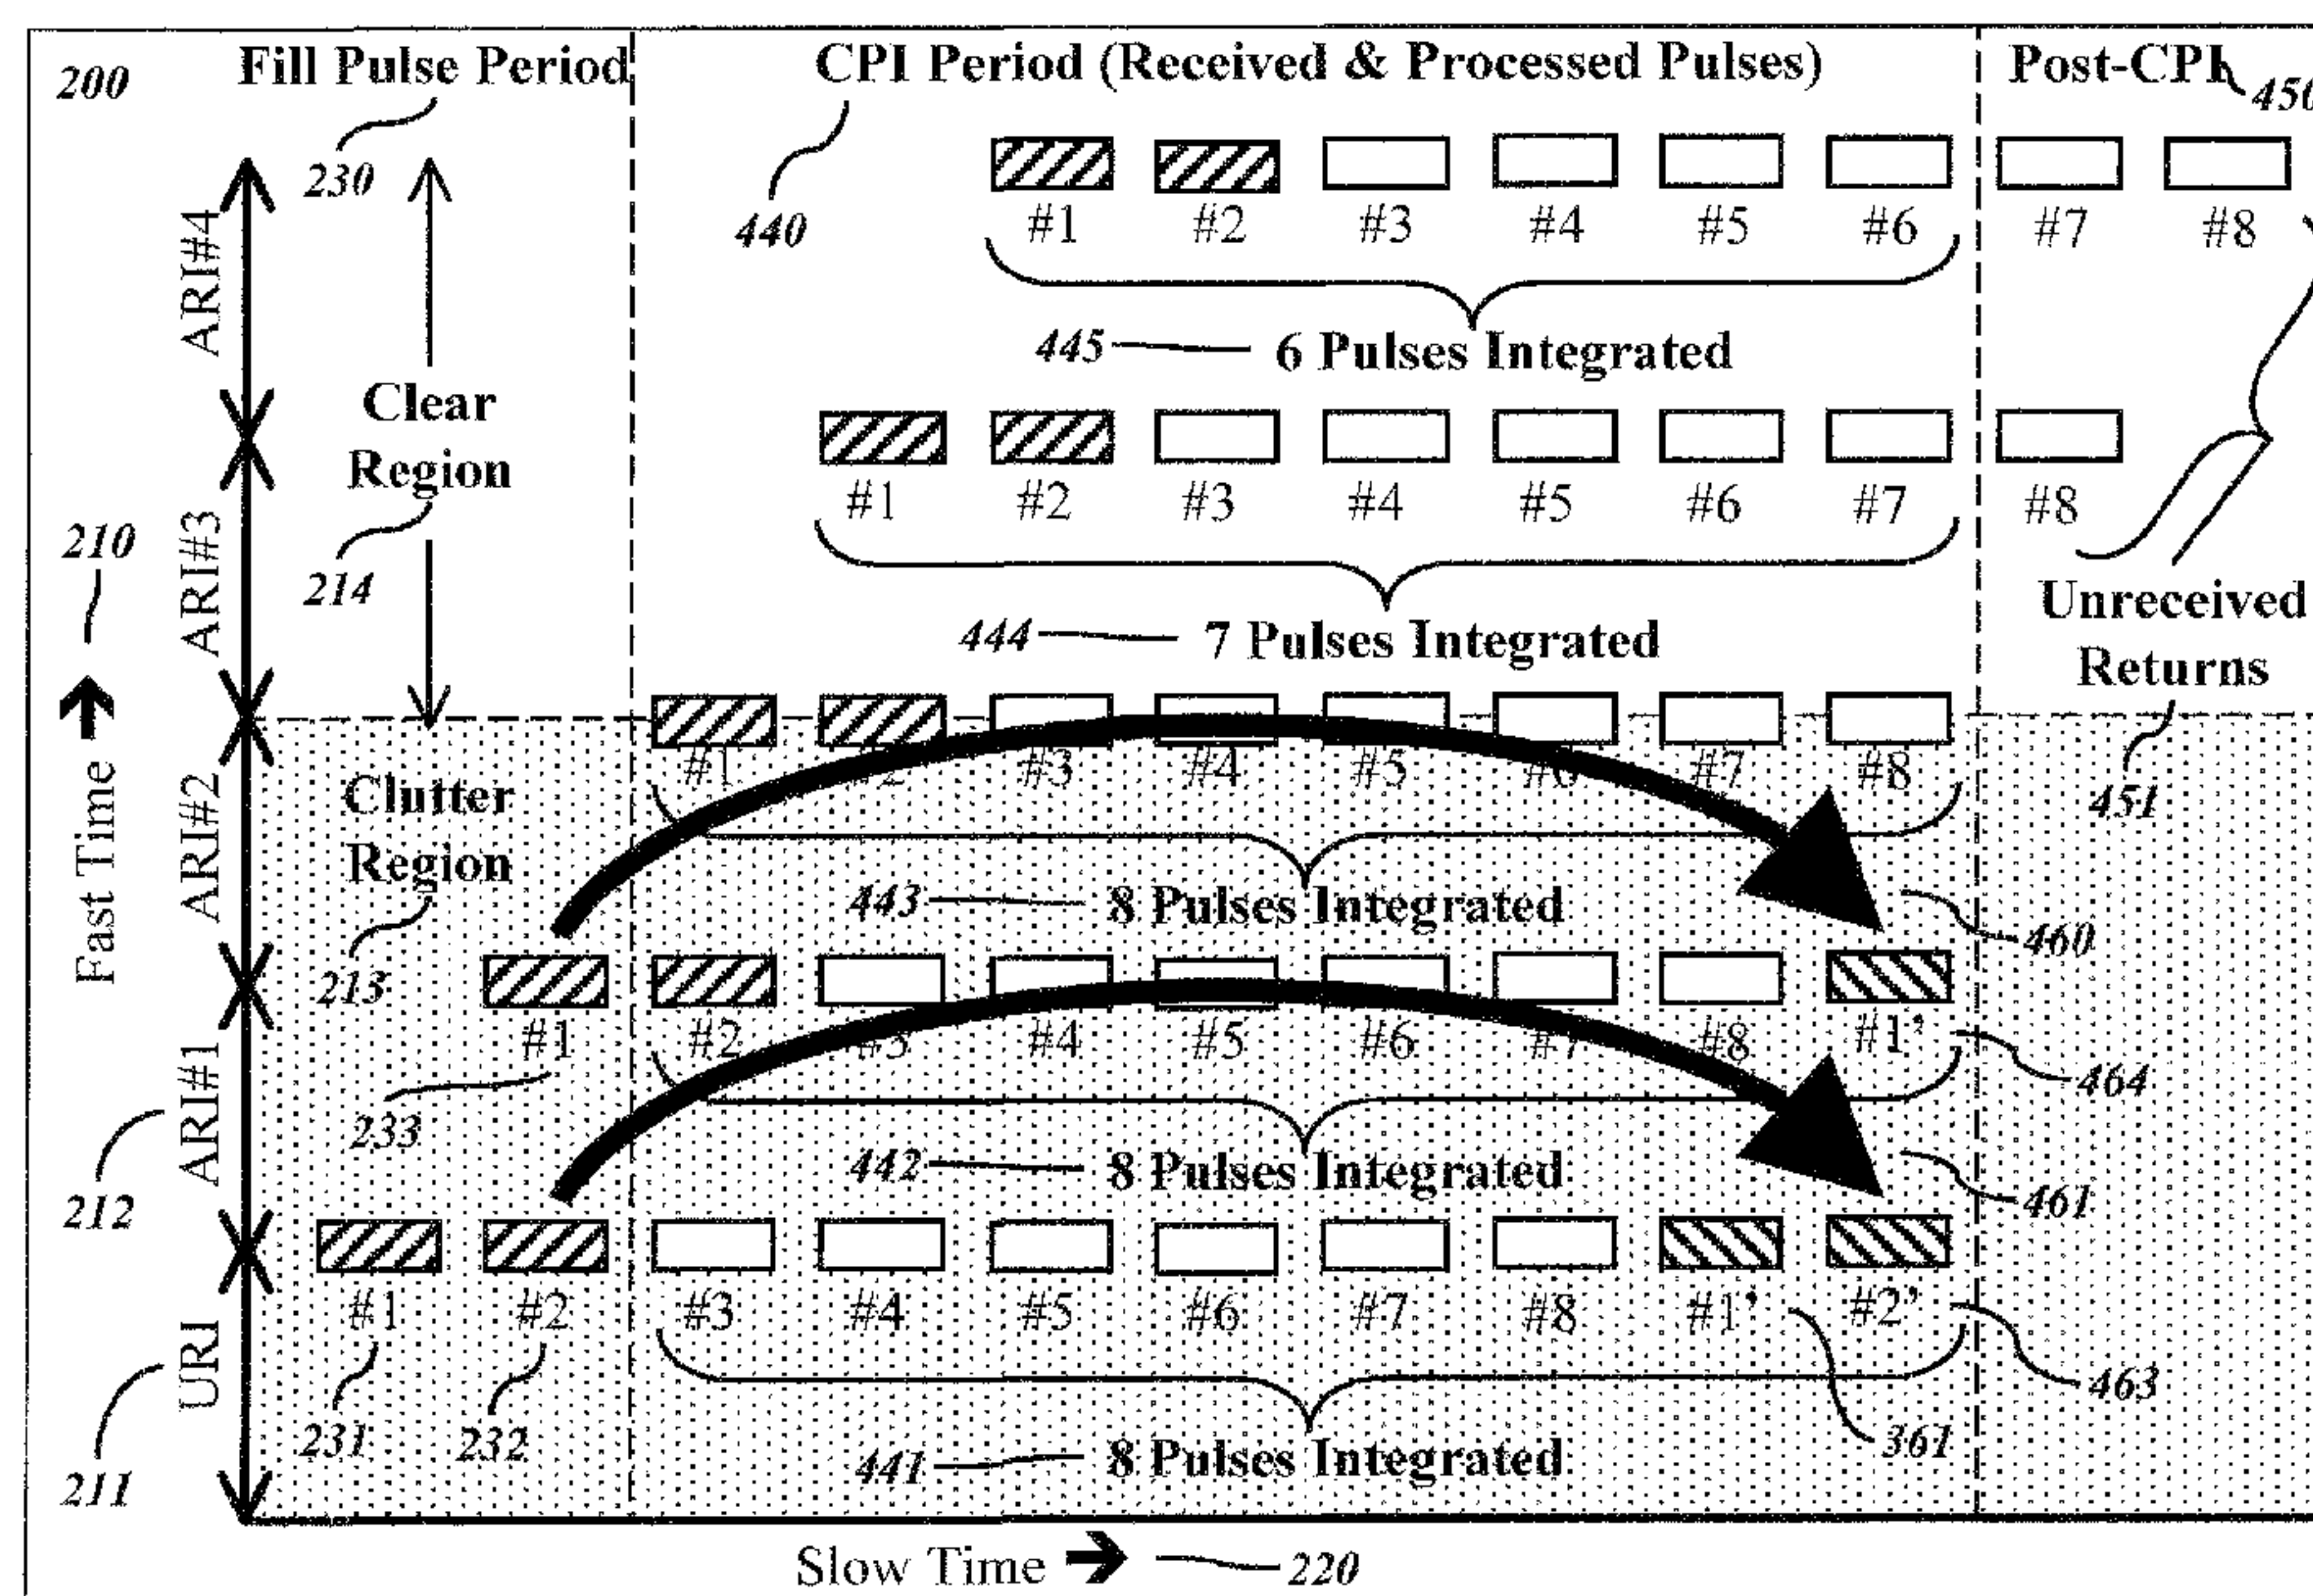 200
Fill Pulse Period
CPI Period (Received & Processed Pulses)
Post-CPI
230
440
#1 #2 #3 #4 #5 #6 #7 #8
ARI#4
445
6 Pulses Integrated
Clear
Region
214
#1 #2 #3 #4 #5 #6 #7 #8
ARI#3
210
444
7 Pulses Integrated
Unreceived
Returns
451
#1 #2 #3 #4 #5 #6 #7 #8
Clutter
Region
213
ARI#2
Fast Time
443
8 Pulses Integrated
460
#1 #2 #3 #4 #5 #6 #7 #8 #1’
464
233
ARI#1
212
442
8 Pulses Integrated
461
#1 #2 #3 #4 #5 #6 #7 #8 #1’ #2’
463
361
231
232
URI
211
441
8 Pulses Integrated
Slow Time
220